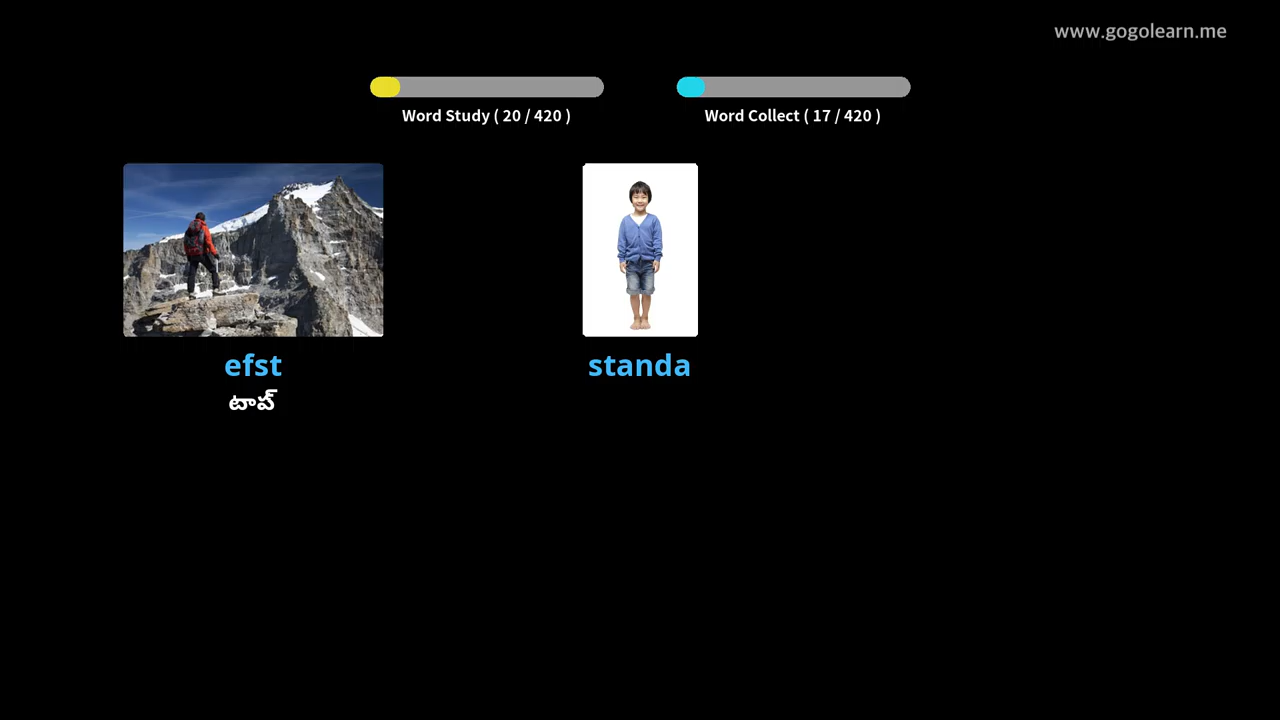 www.gogolearn.me
Word Study ( 20 / 420 )
Word Collect ( 17 / 420 )
efst
టాప్
standa